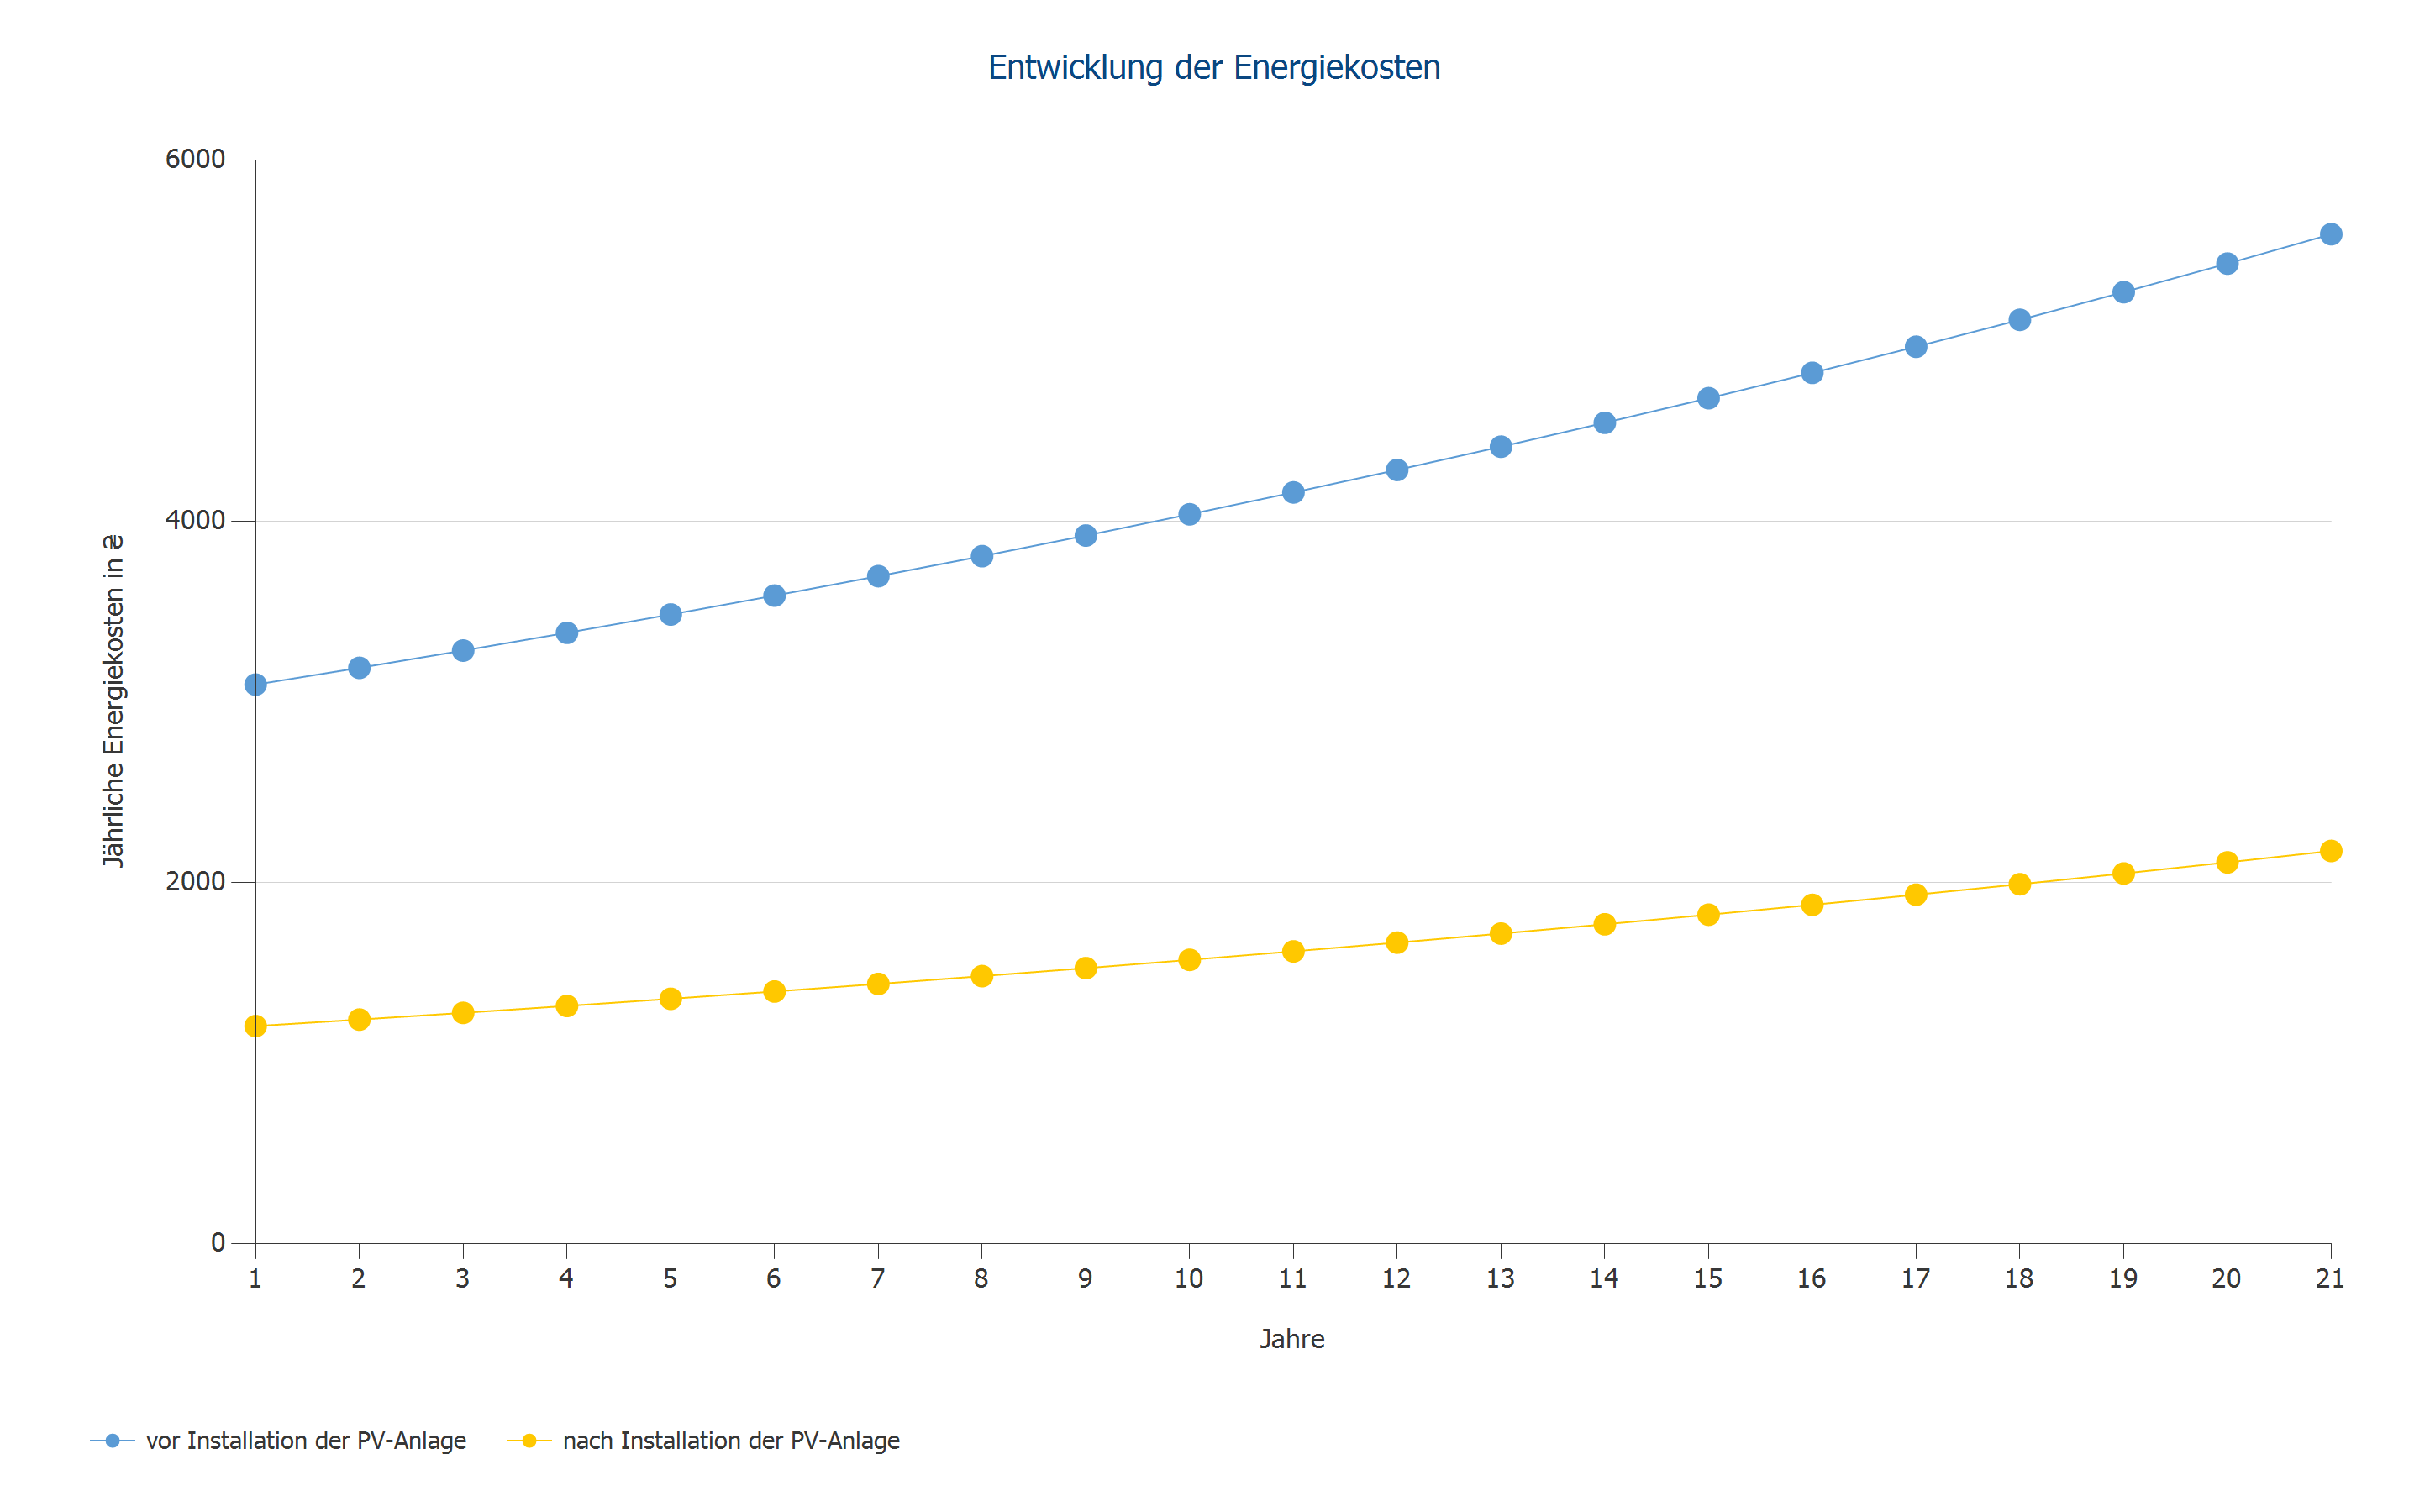 Entwicklung der Energiekosten
6000
4000
2000
0
Jährliche Energiekosten in ₴
1 2 3 4 5 6 7 8 9 10 11 12 13 14 15 16 17 18 19 20 21
Jahre
vor Installation der PV-Anlage nach Installation der PV-Anlage